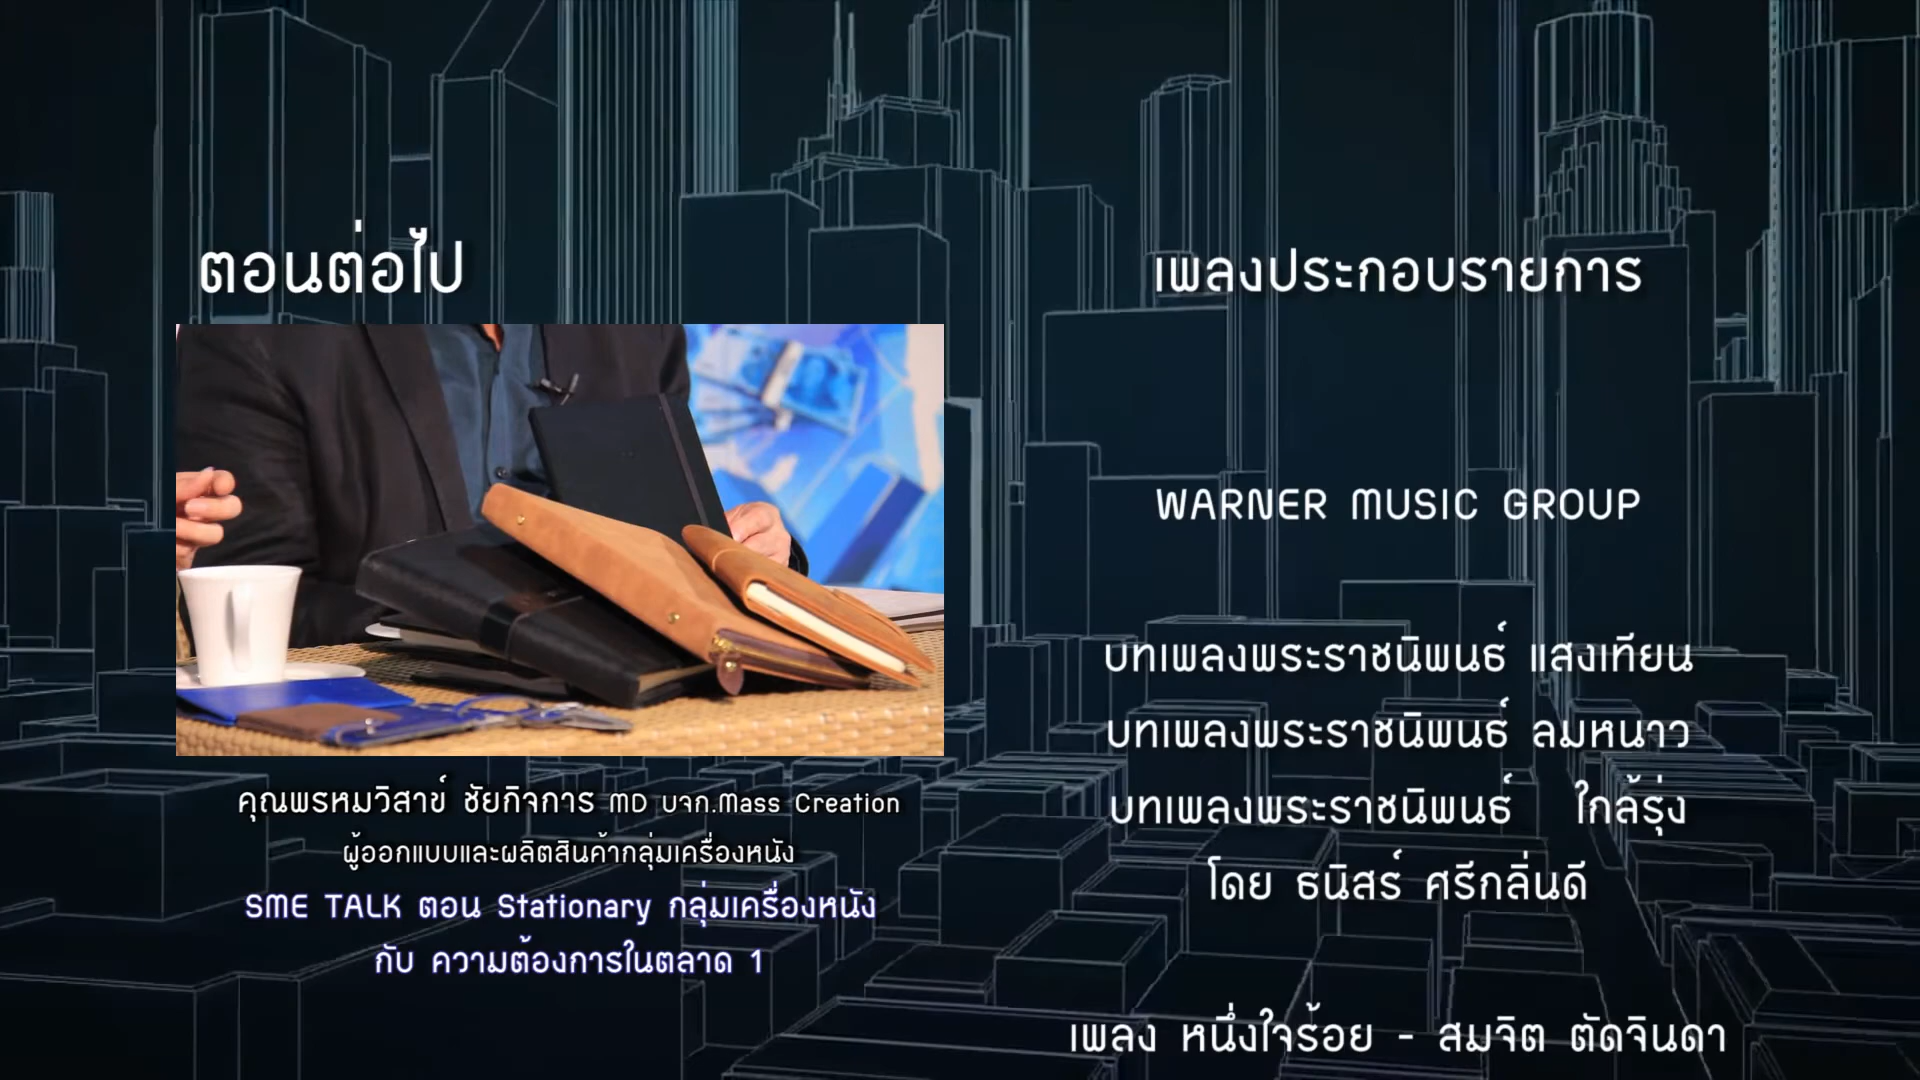 ตอนต่อไป
คุณพรหมวิสาข์ ชัยกิจการ MD บจก.Mass Creation
ผู้ออกแบบและผลิตสินค้ากลุ่มเครื่องหนัง
SME TALK ตอน Stationary กลุ่มเครื่องหนัง
กับ ความต้องการในตลาด 1
เพลงประกอบรายการ
WARNER MUSIC GROUP
บทเพลงพระราชนิพนธ์ แสงเทียน
บทเพลงพระราชนิพนธ์ ลมหนาว
บทเพลงพระราชนิพนธ์ ใกล้รุ่ง
โดย ธนิสร์ ศรีกลิ่นดี
เพลง หนึ่งใจร้อย - สมจิต ตัดจินดา